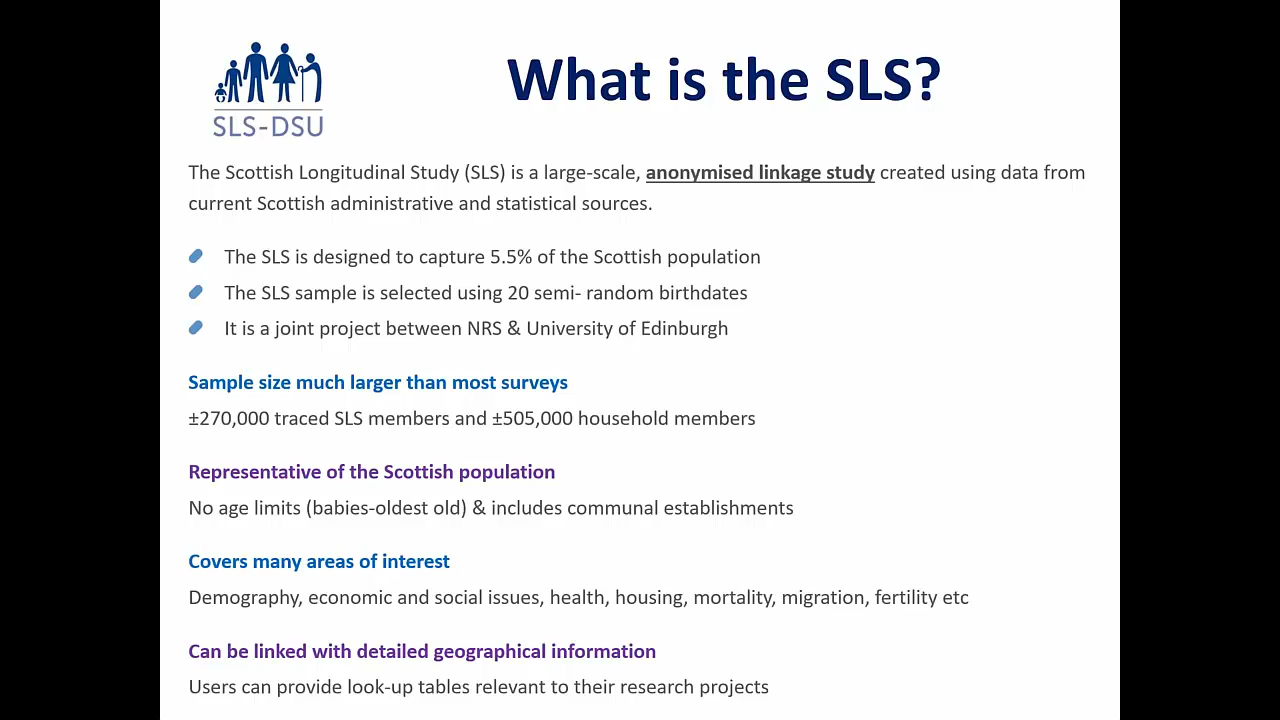 SLS-DSU
What is the SLS?
The Scottish Longitudinal Study (SLS) is a large-scale, anonymised linkage study created using data from
current Scottish administrative and statistical sources.
The SLS is designed to capture 5.5% of the Scottish population
The SLS sample is selected using 20 semi- random birthdates
It is a joint project between NRS & University of Edinburgh
Sample size much larger than most surveys
±270,000 traced SLS members and ±505,000 household members
Representative of the Scottish population
No age limits (babies-oldest old) & includes communal establishments
Covers many areas of interest
Demography, economic and social issues, health, housing, mortality, migration, fertility etc
Can be linked with detailed geographical information
Users can provide look-up tables relevant to their research projects